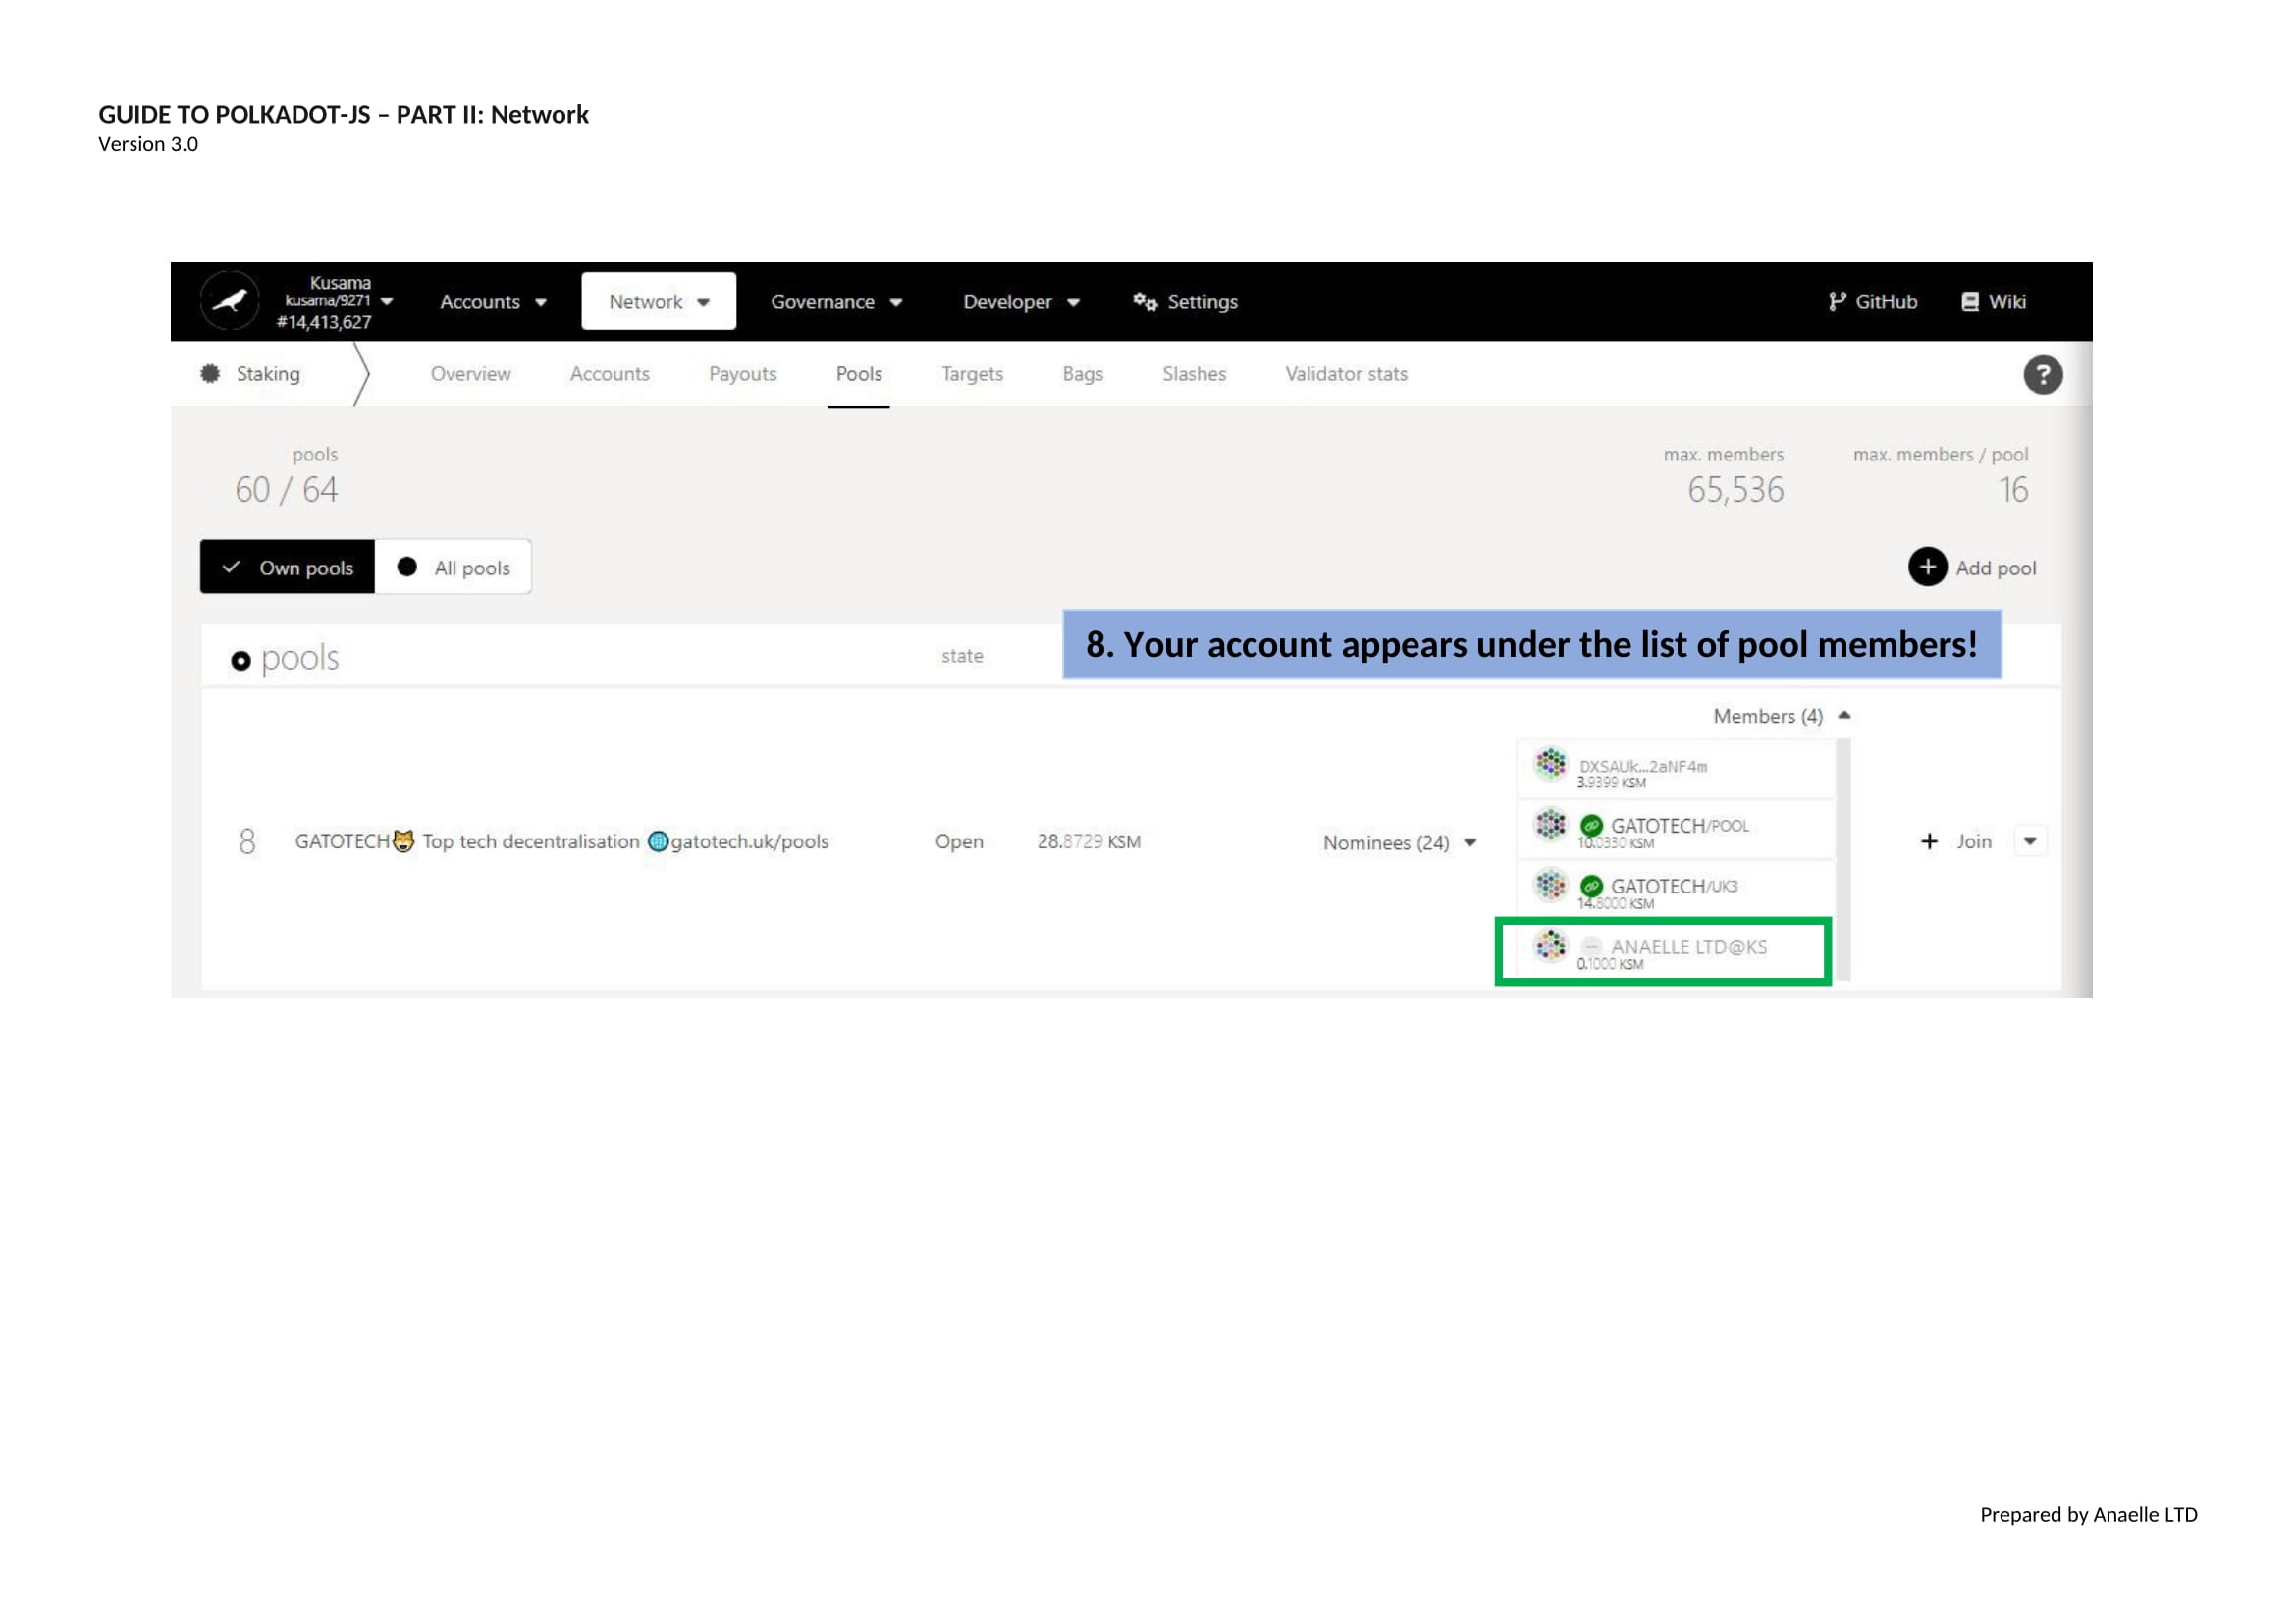 GUIDE TO POLKADOT-JS – PART II: Network
Version 3.0
Kusama
kusama/9271
#14,413,627
Accounts
Network
Governance
Developer
Settings
GitHub
Wiki
Staking
Overview
Accounts
Payouts
Pools
Targets
Bags
Slashes
Validator stats
?
pools
60 / 64
max. members
65,536
max. members / pool
16
Own pools
All pools
Add pool
pools
state
8. Your account appears under the list of pool members!
8
GATOTECH😸 Top tech decentralisation 🌐gatotech.uk/pools
Open
28.8729 KSM
Nominees (24)
Members (4)
DXSAUk...2aNF4m
3.9399 KSM
GATOTECH/POOL
10.0330 KSM
GATOTECH/UK3
14.8000 KSM
ANAELLE LTD@KS
0.1000 KSM
+ Join
Prepared by Anaelle LTD